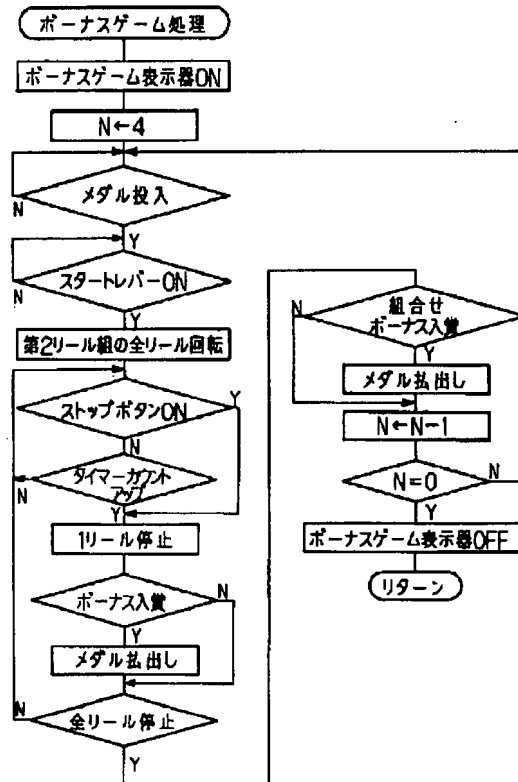 ボーナスゲーム処理
ボーナスゲーム表示器ON
N←4
メダル投入
N
Y
スタートレバーON
N
Y
第2リール組の全リール回転
ストップボタンON
Y
N
タイマーカウント
アップ
N
Y
1リール停止
ボーナス入賞
N
Y
メダル払出し
全リール停止
N
Y
組合せ
ボーナス入賞
N
Y
メダル払出し
N←N-1
N=0
N
Y
ボーナスゲーム表示器OFF
リターン